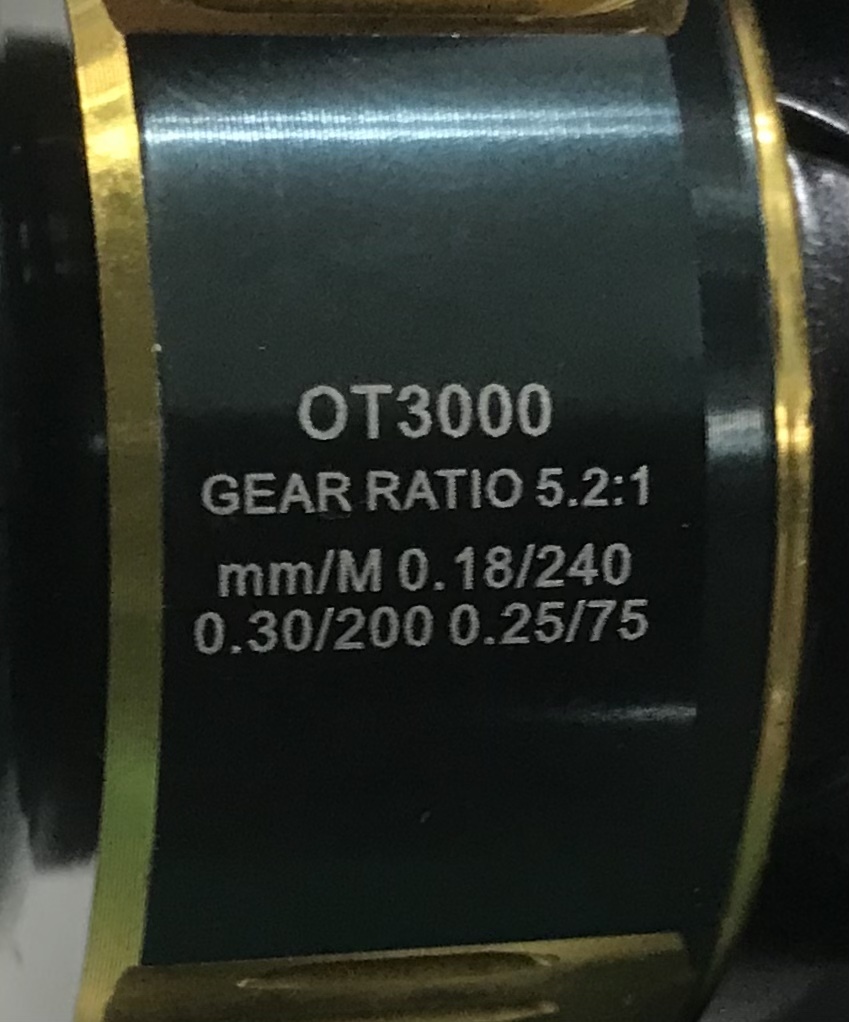 OT3000
GEAR RATIO 5.2:1
mm/M 0.18/240
0.30/200 0.25/75